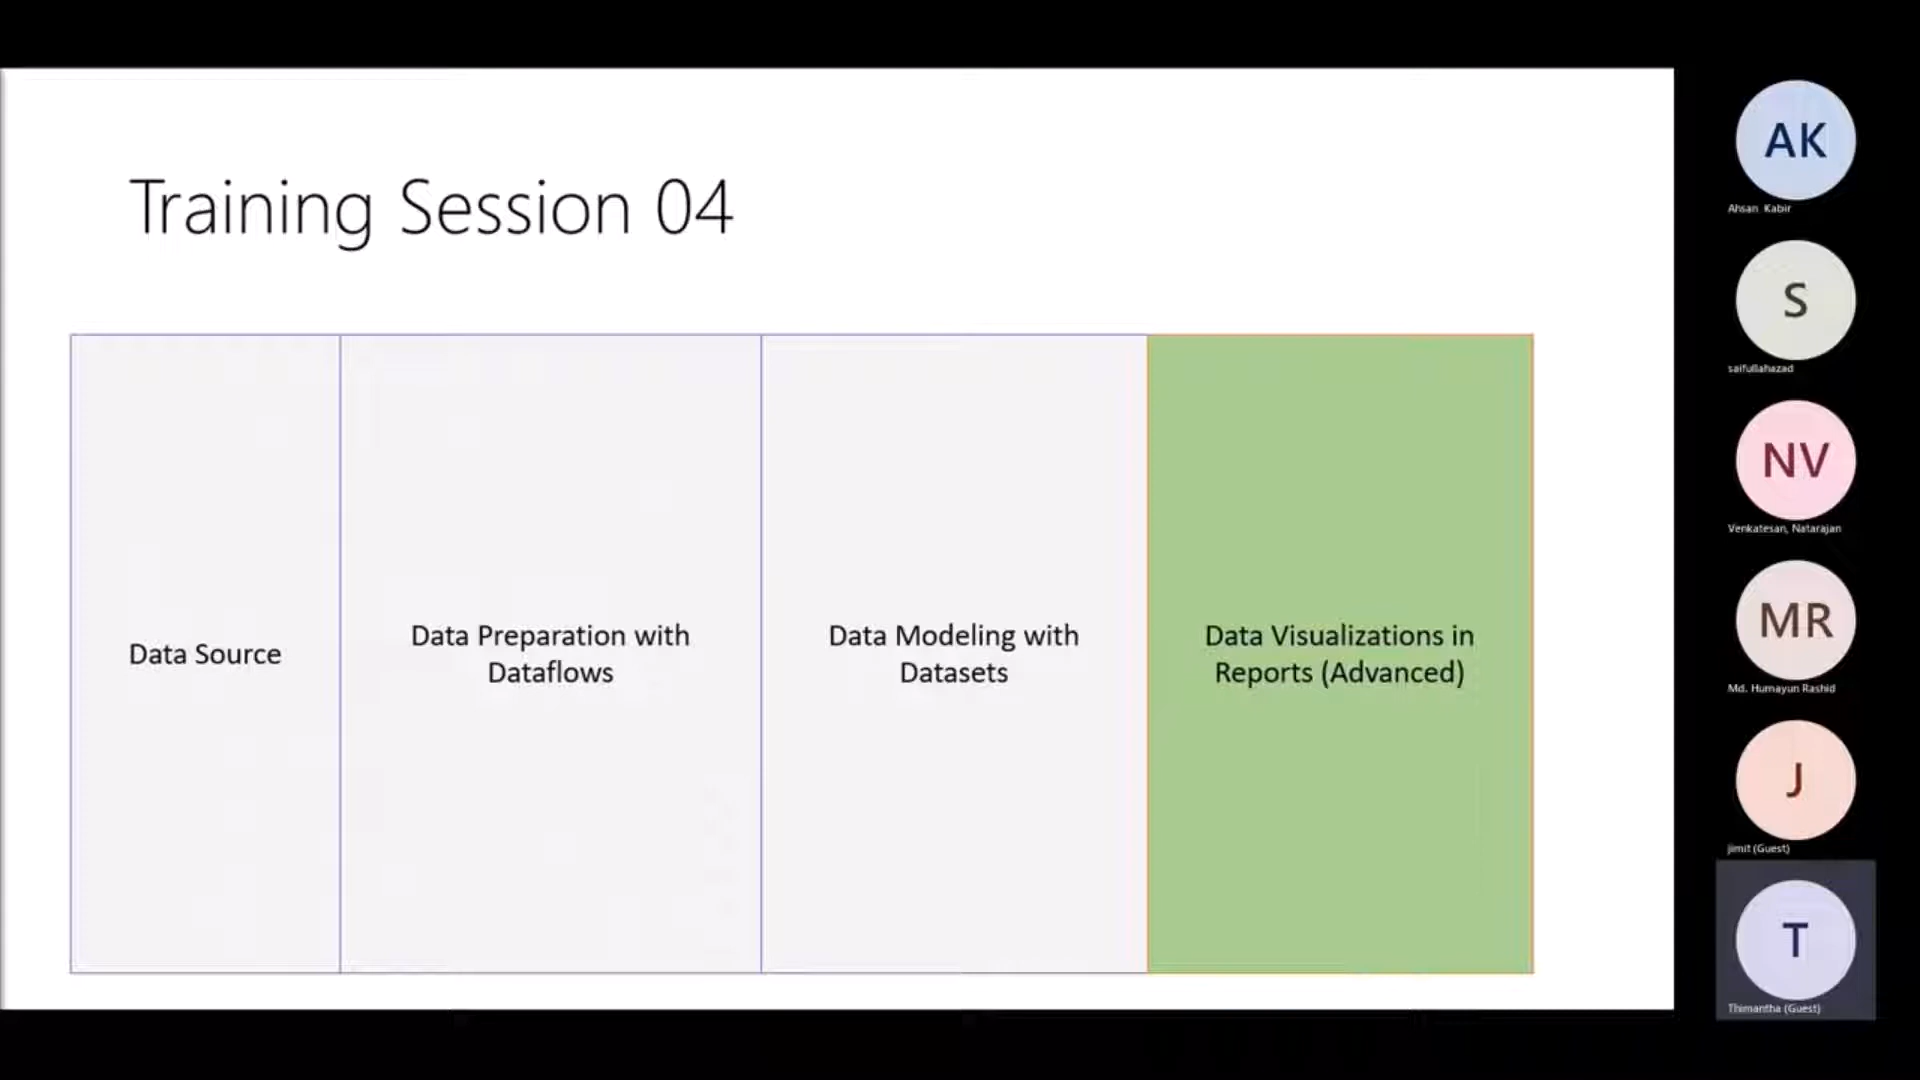 Training Session 04
Data Source
Data Preparation with
Dataflows
Data Modeling with
Datasets
Data Visualizations in
Reports (Advanced)
AK
Ahsan Kabir
S
saifullahazad
NV
Venkatesan, Natarajan
MR
Md. Humayun Rashid
J
jimit (Guest)
T
Thimantha (Guest)